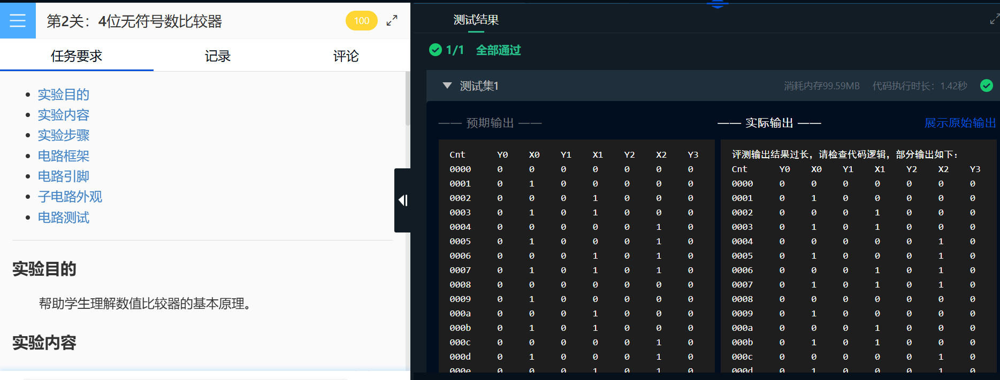 第2关：4位无符号数比较器
100
任务要求 记录 评论
实验目的
实验内容
实验步骤
电路框架
电路引脚
子电路外观
电路测试
实验目的
帮助学生理解数值比较器的基本原理。
实验内容
测试结果
1/1 全部通过
测试集1 消耗内存99.59MB 代码执行时长：1.42秒
—— 预期输出 ——
Cnt Y0 X0 Y1 X1 Y2 X2 Y3
0000 0 0 0 0 0 0 0
0001 0 1 0 0 0 0 0
0002 0 0 0 1 0 0 0
0003 0 1 0 1 0 0 0
0004 0 0 0 0 0 1 0
0005 0 1 0 0 0 1 0
0006 0 0 0 1 0 1 0
0007 0 1 0 1 0 1 0
0008 0 0 0 0 0 0 0
0009 0 1 0 0 0 0 0
000a 0 0 0 1 0 0 0
000b 0 1 0 1 0 0 0
000c 0 0 0 0 0 1 0
000d 0 1 0 0 0 1 0
000e 0 0 0 1 0 1 0
—— 实际输出 —— 展示原始输出
评测输出结果过长，请检查代码逻辑，部分输出如下：
Cnt Y0 X0 Y1 X1 Y2 X2 Y3
0000 0 0 0 0 0 0 0
0001 0 1 0 0 0 0 0
0002 0 0 0 1 0 0 0
0003 0 1 0 1 0 0 0
0004 0 0 0 0 0 1 0
0005 0 1 0 0 0 1 0
0006 0 0 0 1 0 1 0
0007 0 1 0 1 0 1 0
0008 0 0 0 0 0 0 0
0009 0 1 0 0 0 0 0
000a 0 0 0 1 0 0 0
000b 0 1 0 1 0 0 0
000c 0 0 0 0 0 1 0
000d 0 1 0 0 0 1 0